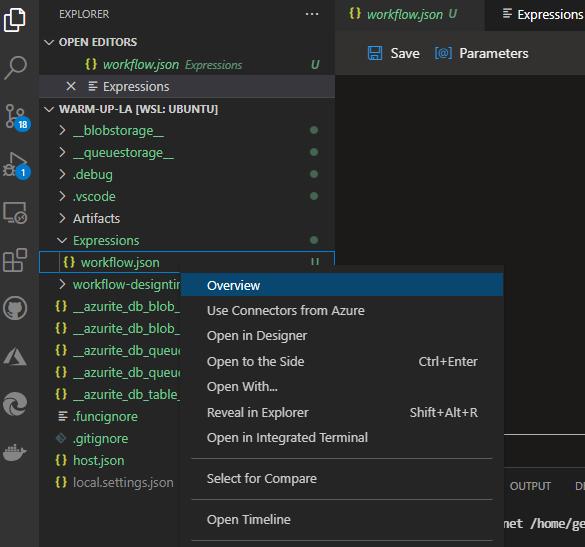 EXPLORER
OPEN EDITORS
{} workflow.json Expressions U
Expressions
WARM-UP-LA [WSL: UBUNTU]
__blobstorage__
__queuestorage__
.debug
.vscode
Artifacts
Expressions
{} workflow.json U
workflow-designtim
{} __azurite_db_blob_
{} __azurite_db_blob_
{} __azurite_db_queu
{} __azurite_db_queu
{} __azurite_db_table_
.funcignore
.gitignore
{} host.json
{} local.settings.json
18
1
{} workflow.json U
Expressions
Save
[@] Parameters
Overview
Use Connectors from Azure
Open in Designer
Open to the Side Ctrl+Enter
Open With...
Reveal in Explorer Shift+Alt+R
Open in Integrated Terminal
Select for Compare
Open Timeline
OUTPUT DE
net /home/ge